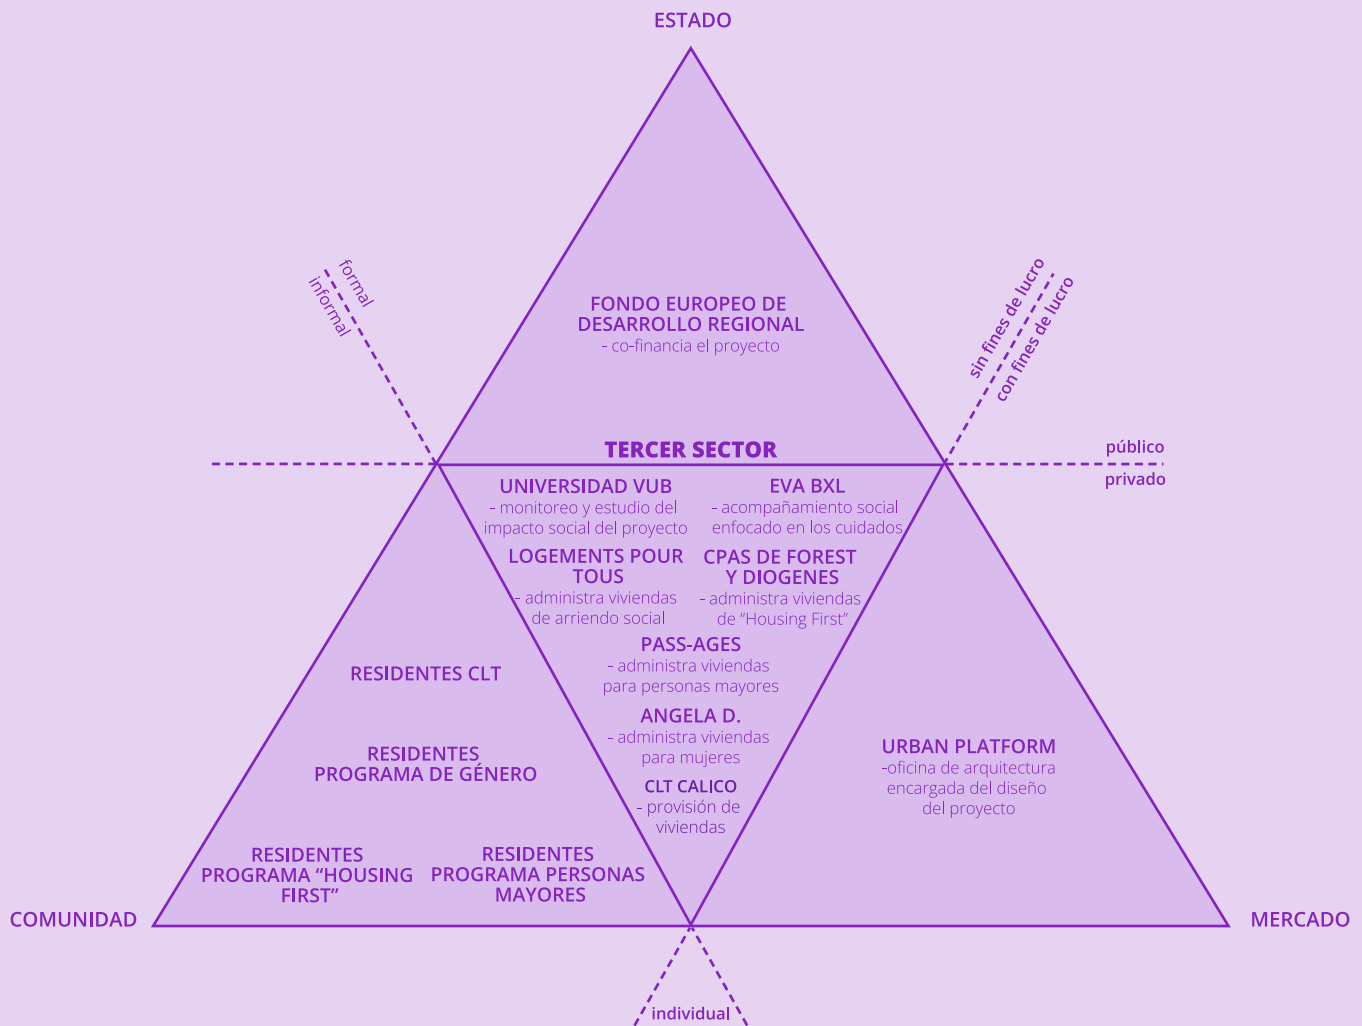 ESTADO
formal
informal
sin fines de lucro
con fines de lucro
FONDO EUROPEO DE
DESARROLLO REGIONAL
- co-financia el proyecto
público
privado
TERCER SECTOR
UNIVERSIDAD VUB
- monitoreo y estudio del
impacto social del proyecto
EVA BXL
- acompañamiento social
enfocado en los cuidados
LOGEMENTS POUR
TOUS
- administra viviendas
de arriendo social
CPAS DE FOREST
Y DIOGENES
- administra viviendas
de “Housing First”
PASS-AGES
- administra viviendas
para personas mayores
ANGELA D.
- administra viviendas
para mujeres
CLT CALICO
- provisión de
viviendas
RESIDENTES CLT
RESIDENTES
PROGRAMA DE GÉNERO
RESIDENTES
PROGRAMA “HOUSING
FIRST”
RESIDENTES
PROGRAMA PERSONAS
MAYORES
URBAN PLATFORM
-oficina de arquitectura
encargada del diseño
del proyecto
COMUNIDAD
MERCADO
individual